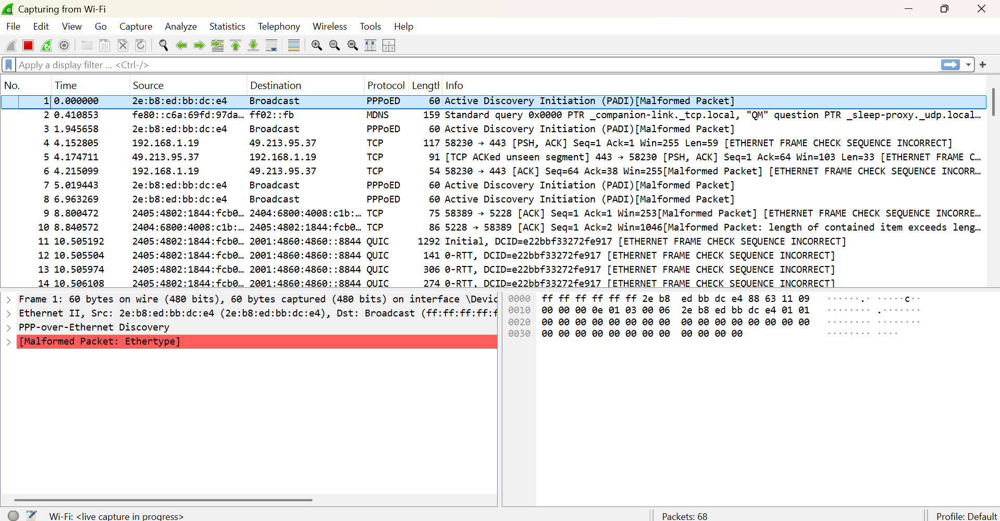 Capturing from Wi-Fi
File Edit View Go Capture Analyze Statistics Telephony Wireless Tools Help
Apply a display filter ... <Ctrl-/>
No. Time Source Destination Protocol Length Info
1 0.000000 2e:b8:ed:bb:dc:e4 Broadcast PPPoED 60 Active Discovery Initiation (PADI)[Malformed Packet]
2 0.410853 fe80::c6a:69fd:97da… ff02::fb MDNS 159 Standard query 0x0000 PTR _companion-link._tcp.local, "QM" question PTR _sleep-proxy._udp.local…
3 1.945658 2e:b8:ed:bb:dc:e4 Broadcast PPPoED 60 Active Discovery Initiation (PADI)[Malformed Packet]
4 4.152805 192.168.1.19 49.213.95.37 TCP 117 58230 → 443 [PSH, ACK] Seq=1 Ack=1 Win=255 Len=59 [ETHERNET FRAME CHECK SEQUENCE INCORRECT]
5 4.174711 49.213.95.37 192.168.1.19 TCP 91 [TCP ACKed unseen segment] 443 → 58230 [PSH, ACK] Seq=1 Ack=64 Win=103 Len=33 [ETHERNET FRAME C…
6 4.215099 192.168.1.19 49.213.95.37 TCP 54 58230 → 443 [ACK] Seq=64 Ack=38 Win=255[Malformed Packet] [ETHERNET FRAME CHECK SEQUENCE INCORR…
7 5.019443 2e:b8:ed:bb:dc:e4 Broadcast PPPoED 60 Active Discovery Initiation (PADI)[Malformed Packet]
8 6.963269 2e:b8:ed:bb:dc:e4 Broadcast PPPoED 60 Active Discovery Initiation (PADI)[Malformed Packet]
9 8.800472 2405:4802:1844:fcb0… 2404:6800:4008:c1b:… TCP 75 58389 → 5228 [ACK] Seq=1 Ack=1 Win=253[Malformed Packet] [ETHERNET FRAME CHECK SEQUENCE INCORRE…
10 8.840572 2404:6800:4008:c1b:… 2405:4802:1844:fcb0… TCP 86 5228 → 58389 [ACK] Seq=1 Ack=2 Win=1046[Malformed Packet: length of contained item exceeds leng…
11 10.505192 2405:4802:1844:fcb0… 2001:4860:4860::8844 QUIC 1292 Initial, DCID=e22bbf33272fe917 [ETHERNET FRAME CHECK SEQUENCE INCORRECT]
12 10.505504 2405:4802:1844:fcb0… 2001:4860:4860::8844 QUIC 141 0-RTT, DCID=e22bbf33272fe917 [ETHERNET FRAME CHECK SEQUENCE INCORRECT]
13 10.505974 2405:4802:1844:fcb0… 2001:4860:4860::8844 QUIC 306 0-RTT, DCID=e22bbf33272fe917 [ETHERNET FRAME CHECK SEQUENCE INCORRECT]
14 10.506108 2405:4802:1844:fcb0… 2001:4860:4860::8844 QUIC 274 0-RTT, DCID=e22bbf33272fe917 [ETHERNET FRAME CHECK SEQUENCE INCORRECT]
Frame 1: 60 bytes on wire (480 bits), 60 bytes captured (480 bits) on interface \Devic
Ethernet II, Src: 2e:b8:ed:bb:dc:e4 (2e:b8:ed:bb:dc:e4), Dst: Broadcast (ff:ff:ff:ff:f
PPP-over-Ethernet Discovery
[Malformed Packet: Ethertype]
0000 ff ff ff ff ff ff 2e b8 ed bb dc e4 88 63 11 09 ······.· ·····c··
0010 00 00 00 0e 01 03 00 06 2e b8 ed bb dc e4 01 01 ········ .·······
0020 00 00 00 00 00 00 00 00 00 00 00 00 00 00 00 00 ········ ········
0030 00 00 00 00 00 00 00 00 00 00 00 00 ········ ····
Wi-Fi: <live capture in progress>
Packets: 68
Profile: Default